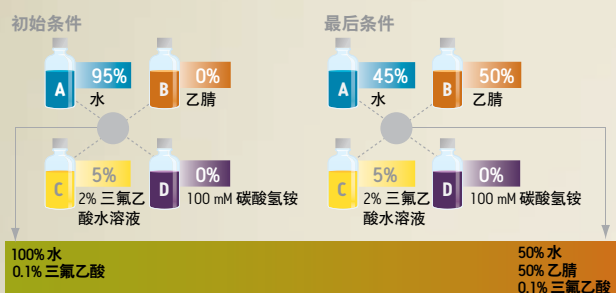 初始条件
A
95%
水
B
0%
乙腈
C
5%
2% 三氟乙
酸水溶液
D
0%
100 mM 碳酸氢铵
最后条件
A
45%
水
B
50%
乙腈
C
5%
2% 三氟乙
酸水溶液
D
0%
100 mM 碳酸氢铵
100% 水
0.1% 三氟乙酸
50% 水
50% 乙腈
0.1% 三氟乙酸